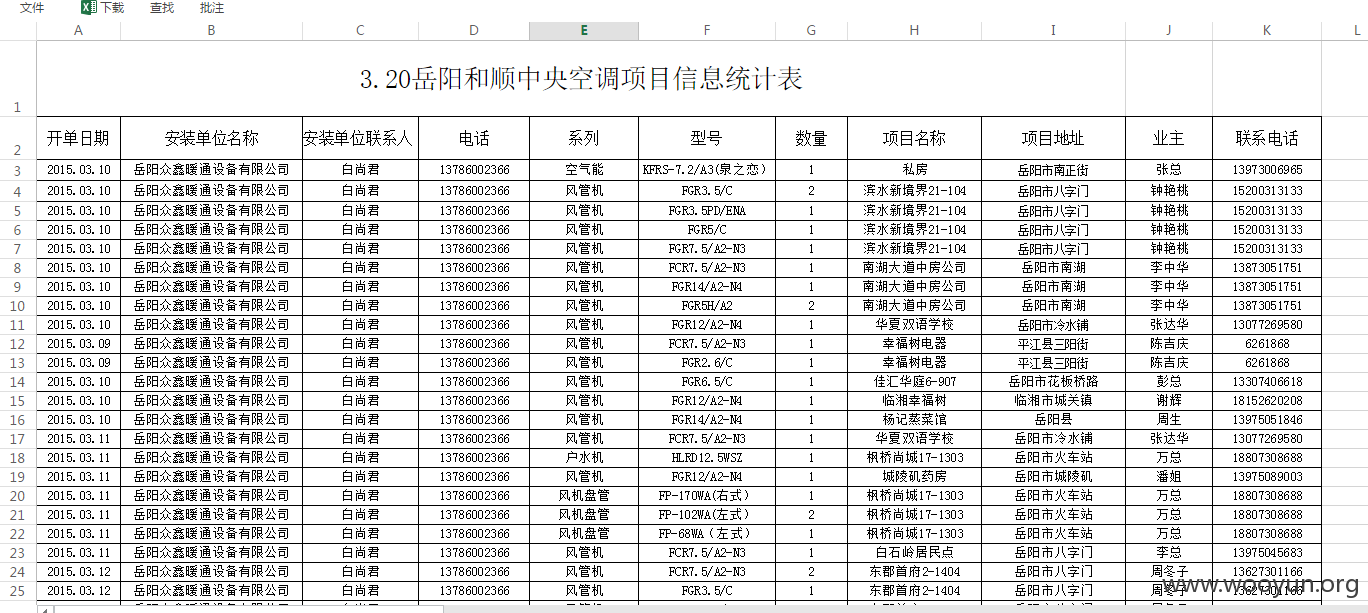 文件 下载 查找 批注
A B C D E F G H I J K L
1 3.20岳阳和顺中央空调项目信息统计表
2 开单日期 安装单位名称 安装单位联系人 电话 系列 型号 数量 项目名称 项目地址 业主 联系电话
3 2015.03.10 岳阳众鑫暖通设备有限公司 白尚君 13786002366 空气能 KFRS-7.2/A3(泉之恋) 1 私房 岳阳市南正街 张总 13973006965
4 2015.03.10 岳阳众鑫暖通设备有限公司 白尚君 13786002366 风管机 FGR3.5/C 2 滨水新境界21-104 岳阳市八字门 钟艳桃 15200313133
5 2015.03.10 岳阳众鑫暖通设备有限公司 白尚君 13786002366 风管机 FGR3.5PD/ENA 1 滨水新境界21-104 岳阳市八字门 钟艳桃 15200313133
6 2015.03.10 岳阳众鑫暖通设备有限公司 白尚君 13786002366 风管机 FGR5/C 1 滨水新境界21-104 岳阳市八字门 钟艳桃 15200313133
7 2015.03.10 岳阳众鑫暖通设备有限公司 白尚君 13786002366 风管机 FGR7.5/A2-N3 1 滨水新境界21-104 岳阳市八字门 钟艳桃 15200313133
8 2015.03.10 岳阳众鑫暖通设备有限公司 白尚君 13786002366 风管机 FCR7.5/A2-N3 1 南湖大道中房公司 岳阳市南湖 李中华 13873051751
9 2015.03.10 岳阳众鑫暖通设备有限公司 白尚君 13786002366 风管机 FGR14/A2-N4 1 南湖大道中房公司 岳阳市南湖 李中华 13873051751
10 2015.03.10 岳阳众鑫暖通设备有限公司 白尚君 13786002366 风管机 FGR5H/A2 2 南湖大道中房公司 岳阳市南湖 李中华 13873051751
11 2015.03.10 岳阳众鑫暖通设备有限公司 白尚君 13786002366 风管机 FGR12/A2-N4 1 华夏双语学校 岳阳市冷水铺 张达华 13077269580
12 2015.03.09 岳阳众鑫暖通设备有限公司 白尚君 13786002366 风管机 FCR7.5/A2-N3 1 幸福树电器 平江县三阳街 陈吉庆 6261868
13 2015.03.09 岳阳众鑫暖通设备有限公司 白尚君 13786002366 风管机 FGR2.6/C 1 幸福树电器 平江县三阳街 陈吉庆 6261868
14 2015.03.10 岳阳众鑫暖通设备有限公司 白尚君 13786002366 风管机 FGR6.5/C 1 佳汇华庭6-907 岳阳市花板桥路 彭总 13307406618
15 2015.03.10 岳阳众鑫暖通设备有限公司 白尚君 13786002366 风管机 FGR12/A2-N4 1 临湘幸福树 临湘市城关镇 谢辉 18152620208
16 2015.03.10 岳阳众鑫暖通设备有限公司 白尚君 13786002366 风管机 FGR14/A2-N4 1 杨记蒸菜馆 岳阳县 周生 13975051846
17 2015.03.11 岳阳众鑫暖通设备有限公司 白尚君 13786002366 风管机 FCR7.5/A2-N3 1 华夏双语学校 岳阳市冷水铺 张达华 13077269580
18 2015.03.11 岳阳众鑫暖通设备有限公司 白尚君 13786002366 户水机 HLRD12.5WSZ 1 枫桥尚城17-1303 岳阳市火车站 万总 18807308688
19 2015.03.11 岳阳众鑫暖通设备有限公司 白尚君 13786002366 风管机 FGR12/A2-N4 1 城陵矶药房 岳阳市城陵矶 潘姐 13975089003
20 2015.03.11 岳阳众鑫暖通设备有限公司 白尚君 13786002366 风机盘管 FP-170WA(右式) 1 枫桥尚城17-1303 岳阳市火车站 万总 18807308688
21 2015.03.11 岳阳众鑫暖通设备有限公司 白尚君 13786002366 风机盘管 FP-102WA(左式) 2 枫桥尚城17-1303 岳阳市火车站 万总 18807308688
22 2015.03.11 岳阳众鑫暖通设备有限公司 白尚君 13786002366 风机盘管 FP-68WA(左式) 1 枫桥尚城17-1303 岳阳市火车站 万总 18807308688
23 2015.03.11 岳阳众鑫暖通设备有限公司 白尚君 13786002366 风管机 FCR7.5/A2-N3 1 白石岭居民点 岳阳市八字门 李总 13975045683
24 2015.03.12 岳阳众鑫暖通设备有限公司 白尚君 13786002366 风管机 FCR7.5/A2-N3 2 东郡首府2-1404 岳阳市八字门 周冬子 13627301166
25 2015.03.12 岳阳众鑫暖通设备有限公司 白尚君 13786002366 风管机 FGR3.5/C 1 东郡首府2-1404 岳阳市八字门 周冬子 13627301166
www.wooyun.org